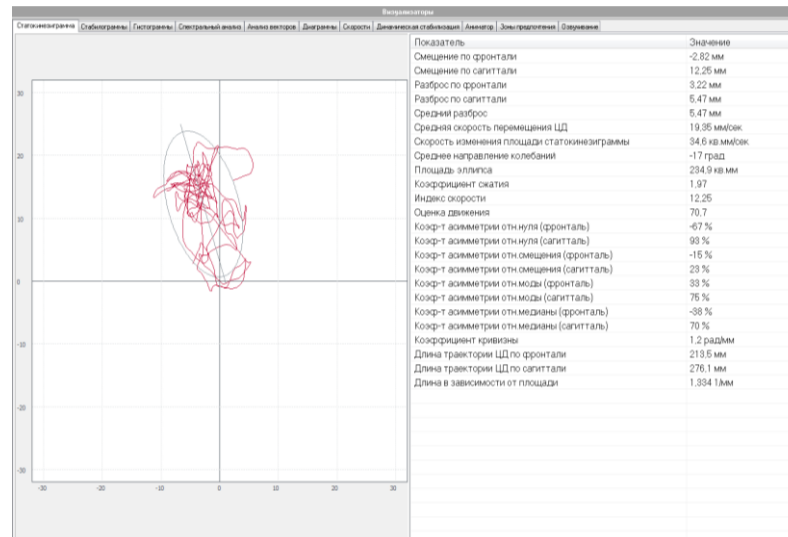 Визуализаторы
Статокинезиграмма Стабилограммы Гистограммы Спектральный анализ Анализ векторов Диаграммы Скорости Динамическая стабилизация Аниматор Зоны предпочтения Озвучивание
Показатель Значение
Смещение по фронтали -2,82 мм
Смещение по сагиттали 12,25 мм
Разброс по фронтали 3,22 мм
Разброс по сагиттали 5,47 мм
Средний разброс 5,47 мм
Средняя скорость перемещения ЦД 19,35 мм/сек
Скорость изменения площади статокинезиграммы 34,6 кв.мм/сек
Среднее направление колебаний -17 град
Площадь эллипса 234,9 кв.мм
Коэффициент сжатия 1,97
Индекс скорости 12,25
Оценка движения 70,7
Коэф-т асимметрии отн.нуля (фронталь) -67 %
Коэф-т асимметрии отн.нуля (сагитталь) 93 %
Коэф-т асимметрии отн.смещения (фронталь) -15 %
Коэф-т асимметрии отн.смещения (сагитталь) 23 %
Коэф-т асимметрии отн.моды (фронталь) 33 %
Коэф-т асимметрии отн.моды (сагитталь) 75 %
Коэф-т асимметрии отн.медианы (фронталь) -38 %
Коэф-т асимметрии отн.медианы (сагитталь) 70 %
Коэффициент кривизны 1,2 рад/мм
Длина траектории ЦД по фронтали 213,5 мм
Длина траектории ЦД по сагиттали 276,1 мм
Длина в зависимости от площади 1,334 1/мм
30
20
10
0
-10
-20
-30
-30 -20 -10 0 10 20 30